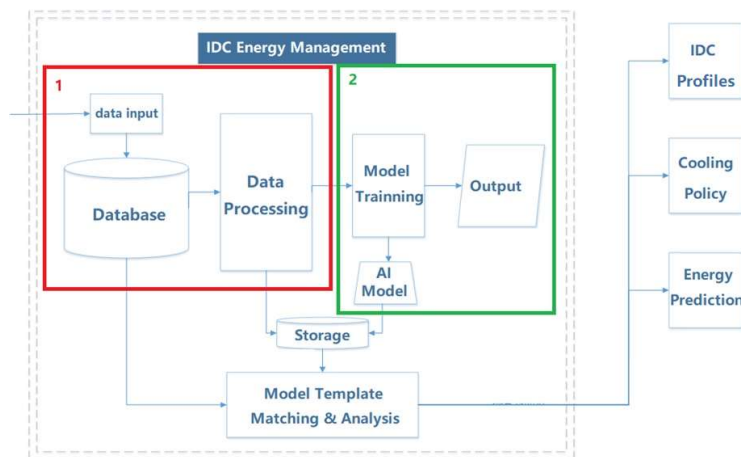 IDC Energy Management
1
2
data input
Database
Data
Processing
Model
Trainning
Output
AI
Model
Storage
Model Template
Matching & Analysis
IDC
Profiles
Cooling
Policy
Energy
Prediction